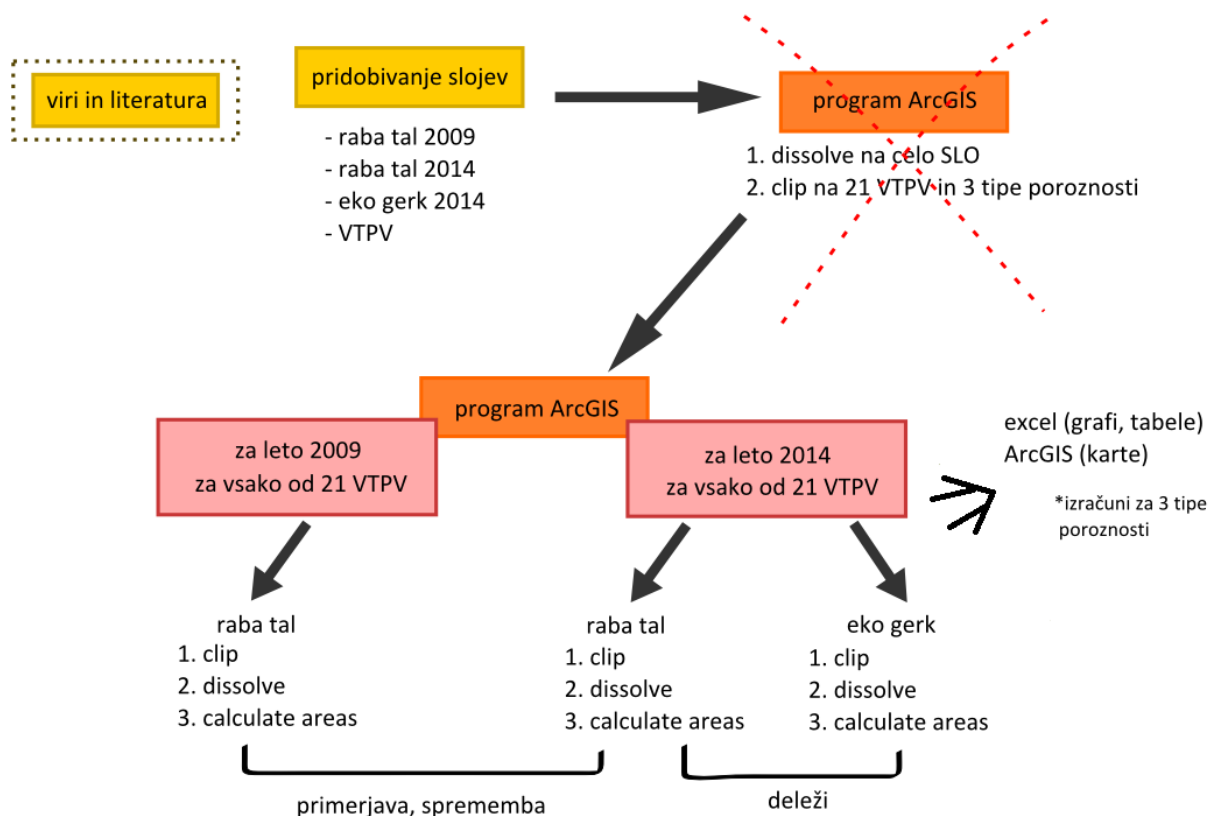 viri in literatura
pridobivanje slojev
- raba tal 2009
- raba tal 2014
- eko gerk 2014
- VTPV
program ArcGIS
1. dissolve na celo SLO
2. clip na 21 VTPV in 3 tipe poroznosti
program ArcGIS
za leto 2009
za vsako od 21 VTPV
za leto 2014
za vsako od 21 VTPV
excel (grafi, tabele)
ArcGIS (karte)
*izračuni za 3 tipe
poroznosti
raba tal
1. clip
2. dissolve
3. calculate areas
raba tal
1. clip
2. dissolve
3. calculate areas
eko gerk
1. clip
2. dissolve
3. calculate areas
primerjava, sprememba
deleži